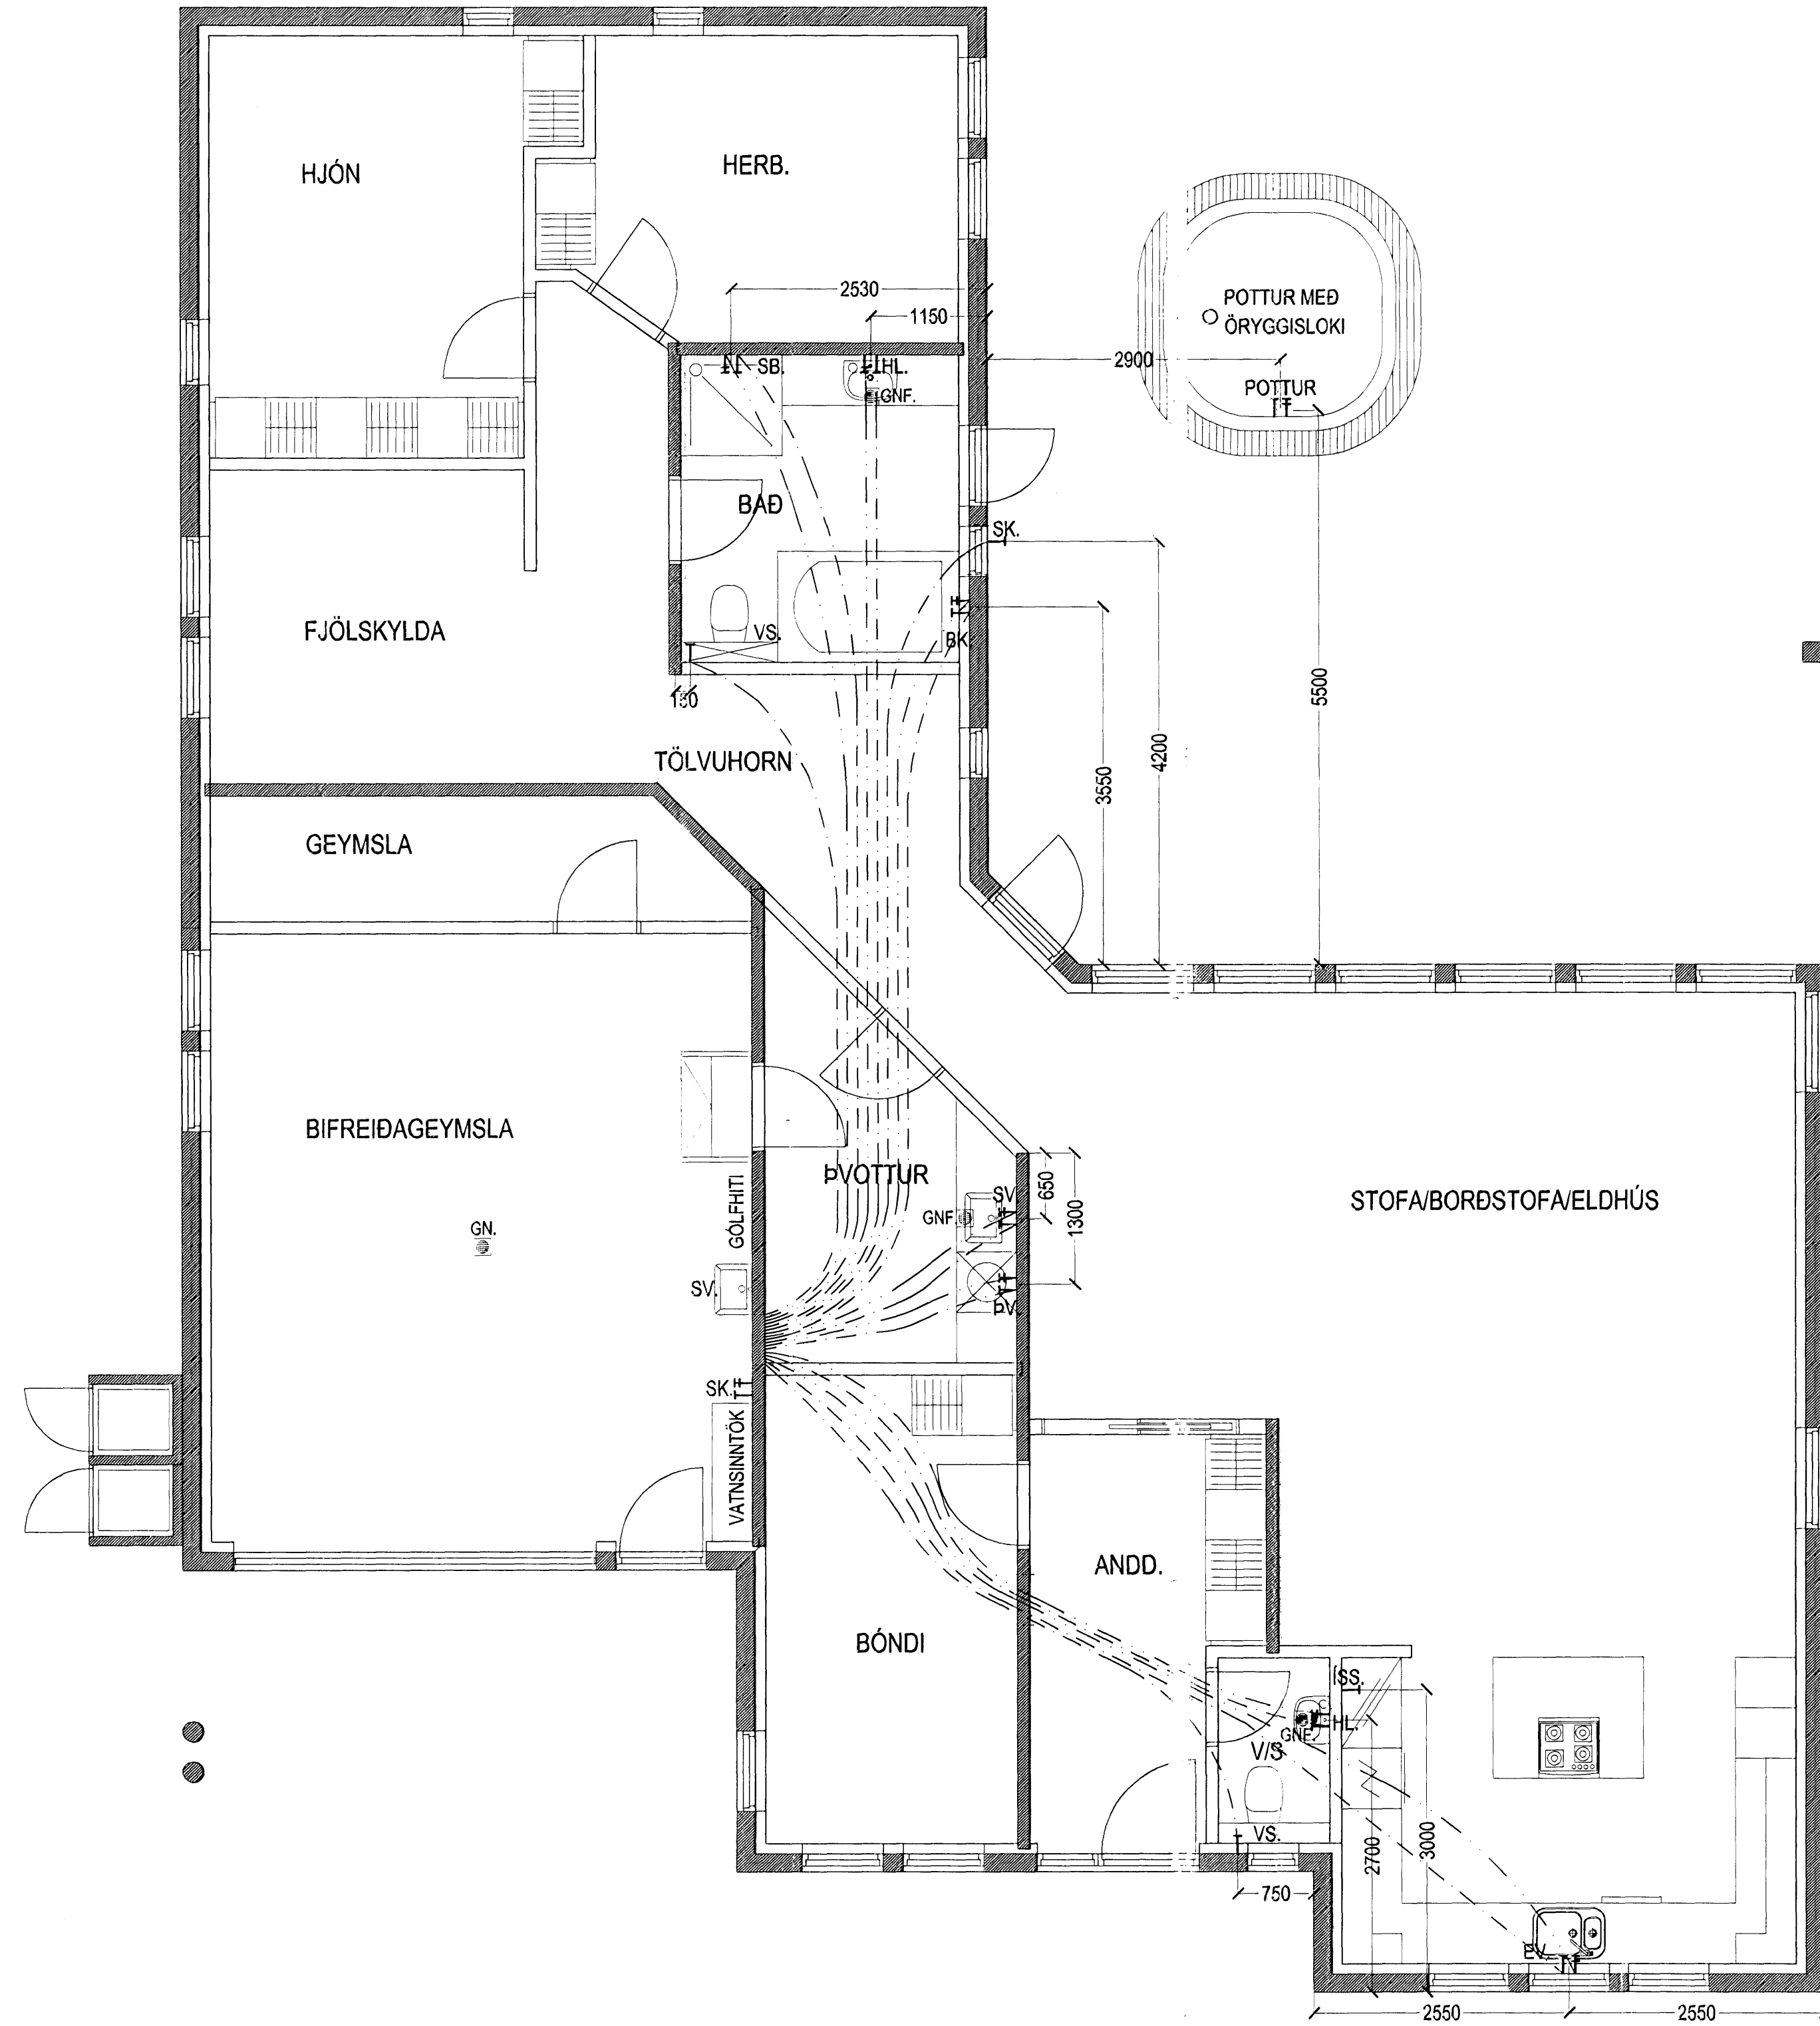 HJÓN
HERB.
2530
1150
POTTUR MEÐ
ÖRYGGISLOKI
2900
SB.
HL.
GNF.
POTTUR
BAÐ
SK.
FJÖLSKYLDA
VS.
BK.
150
5500
4200
3550
TÖLVUHORN
GEYMSLA
BIFREIÐAGEYMSLA
ÞVOTTUR
650
1300
SV.
GNF.
GÓLFHITI
STOFA/BORÐSTOFA/ELDHÚS
GN.
SV.
ÞV.
SK.
VATNSINNTÖK
ANDD.
BÓNDI
ÍSS.
HL.
GNF.
V/S
VS.
2700
3000
750
EV.
2550
2550